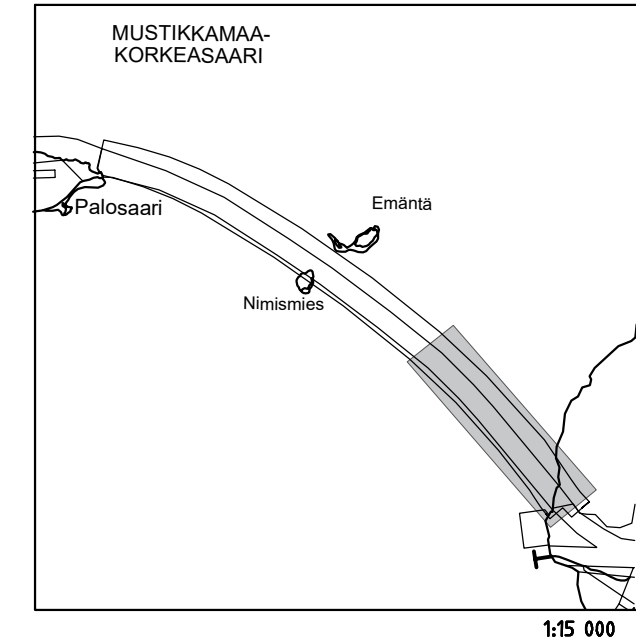 MUSTIKKAMAA-
KORKEASAARI
Emäntä
Palosaari
Nimismies
1:15 000